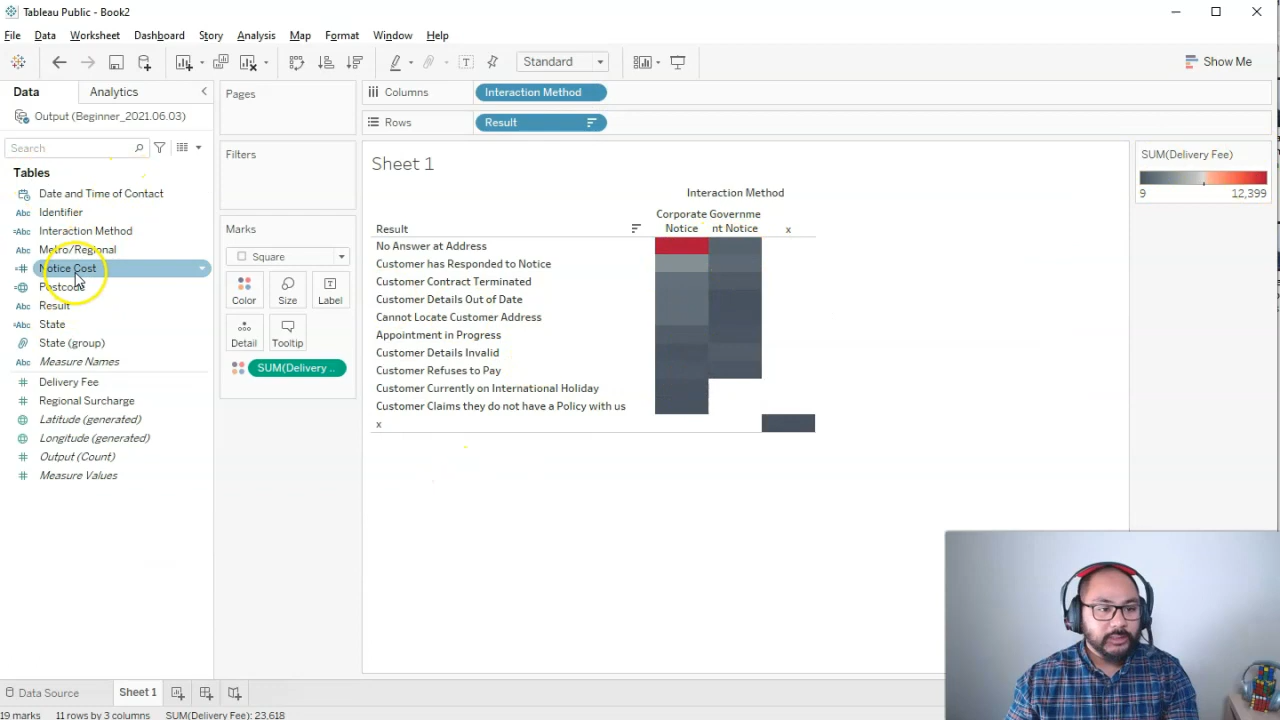 Tableau Public - Book2
File Data Worksheet Dashboard Story Analysis Map Format Window Help
Standard
Show Me
Data Analytics
Output (Beginner_2021.06.03)
Search
Tables
Date and Time of Contact
Identifier
Interaction Method
Metro/Regional
Notice Cost
Postcode
Result
State
State (group)
Measure Names
Delivery Fee
Regional Surcharge
Latitude (generated)
Longitude (generated)
Output (Count)
Measure Values
Pages
Filters
Marks
Square
Color Size Label
Detail Tooltip
SUM(Delivery ..
Columns Interaction Method
Rows Result
Sheet 1
Interaction Method
Corporate Governme
Result Notice nt Notice x
No Answer at Address
Customer has Responded to Notice
Customer Contract Terminated
Customer Details Out of Date
Cannot Locate Customer Address
Appointment in Progress
Customer Details Invalid
Customer Refuses to Pay
Customer Currently on International Holiday
Customer Claims they do not have a Policy with us
x
SUM(Delivery Fee)
9 12,399
Data Source Sheet 1
19 marks 11 rows by 3 columns SUM(Delivery Fee): 23,618